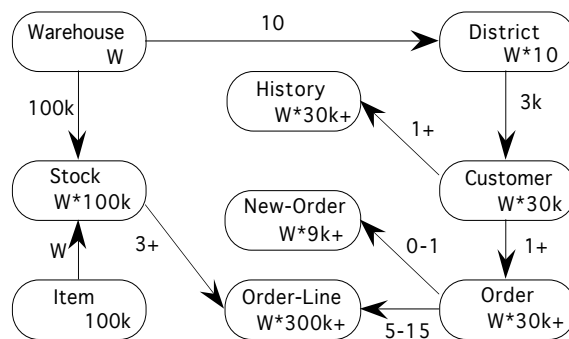 Warehouse
W
10
District
W*10
100k
History
W*30k+
3k
1+
Stock
W*100k
Customer
W*30k
New-Order
W*9k+
W
3+
0-1
1+
Item
100k
Order-Line
W*300k+
5-15
Order
W*30k+